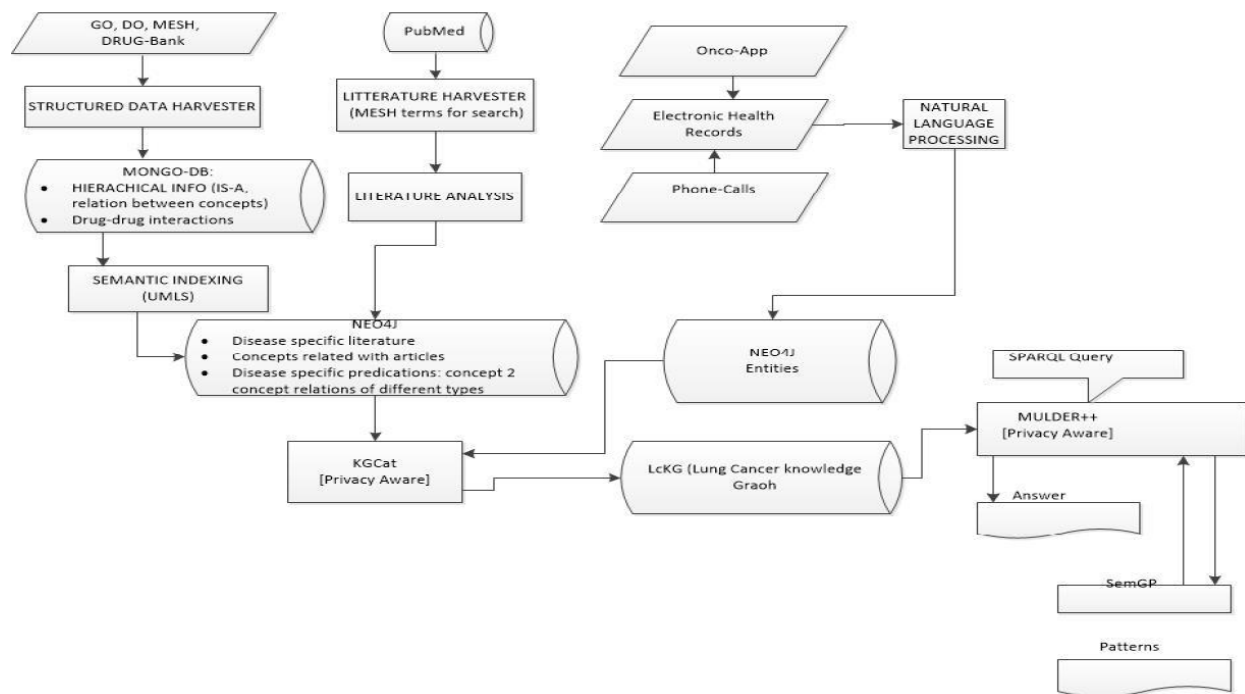 GO, DO, MESH,
DRUG-Bank
STRUCTURED DATA HARVESTER
MONGO-DB:
• HIERACHICAL INFO (IS-A,
relation between concepts)
• Drug-drug interactions
SEMANTIC INDEXING
(UMLS)
PubMed
LITTERATURE HARVESTER
(MESH terms for search)
LITERATURE ANALYSIS
NEO4J
• Disease specific literature
• Concepts related with articles
• Disease specific predications: concept 2
concept relations of different types
Onco-App
Electronic Health
Records
Phone-Calls
NATURAL
LANGUAGE
PROCESSING
NEO4J
Entities
KGCat
[Privacy Aware]
LcKG (Lung Cancer knowledge
Graoh
SPARQL Query
MULDER++
[Privacy Aware]
Answer
SemGP
Patterns